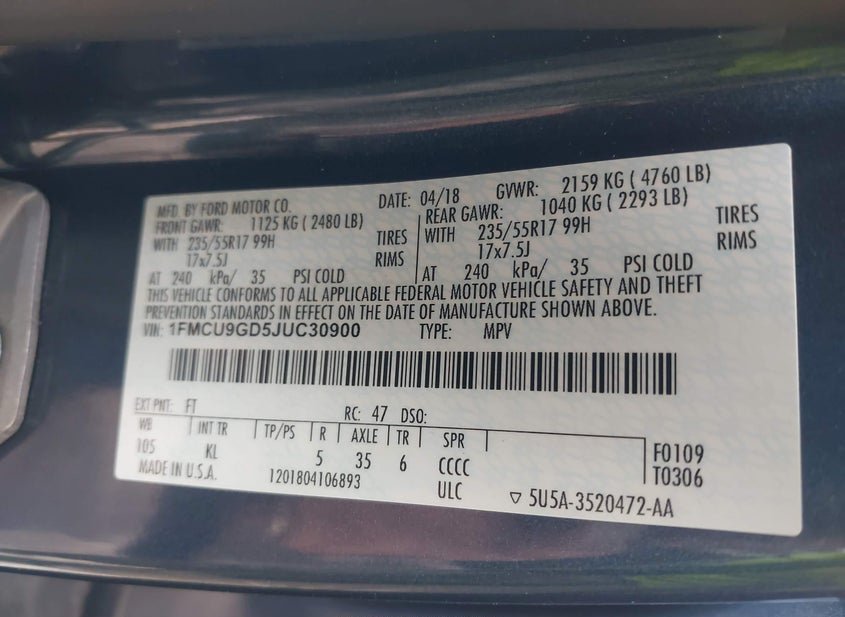 MFD. BY FORD MOTOR CO. DATE: 04/18 GVWR: 2159 KG ( 4760 LB)
FRONT GAWR: 1125 KG ( 2480 LB) REAR GAWR: 1040 KG ( 2293 LB)
WITH 235/55R17 99H TIRES WITH 235/55R17 99H TIRES
17x7.5J RIMS 17x7.5J RIMS
AT 240 kPa/ 35 PSI COLD AT 240 kPa/ 35 PSI COLD
THIS VEHICLE CONFORMS TO ALL APPLICABLE FEDERAL MOTOR VEHICLE SAFETY AND THEFT
PREVENTION STANDARDS IN EFFECT ON THE DATE OF MANUFACTURE SHOWN ABOVE.
VIN: 1FMCU9GD5JUC30900 TYPE: MPV
EXT PNT: FT RC: 47 DSO:
WB INT TR TP/PS R AXLE TR SPR
105 KL 5 35 6 CCCC F0109
MADE IN U.S.A. 1201804106893 ULC T0306
▽ 5U5A-3520472-AA